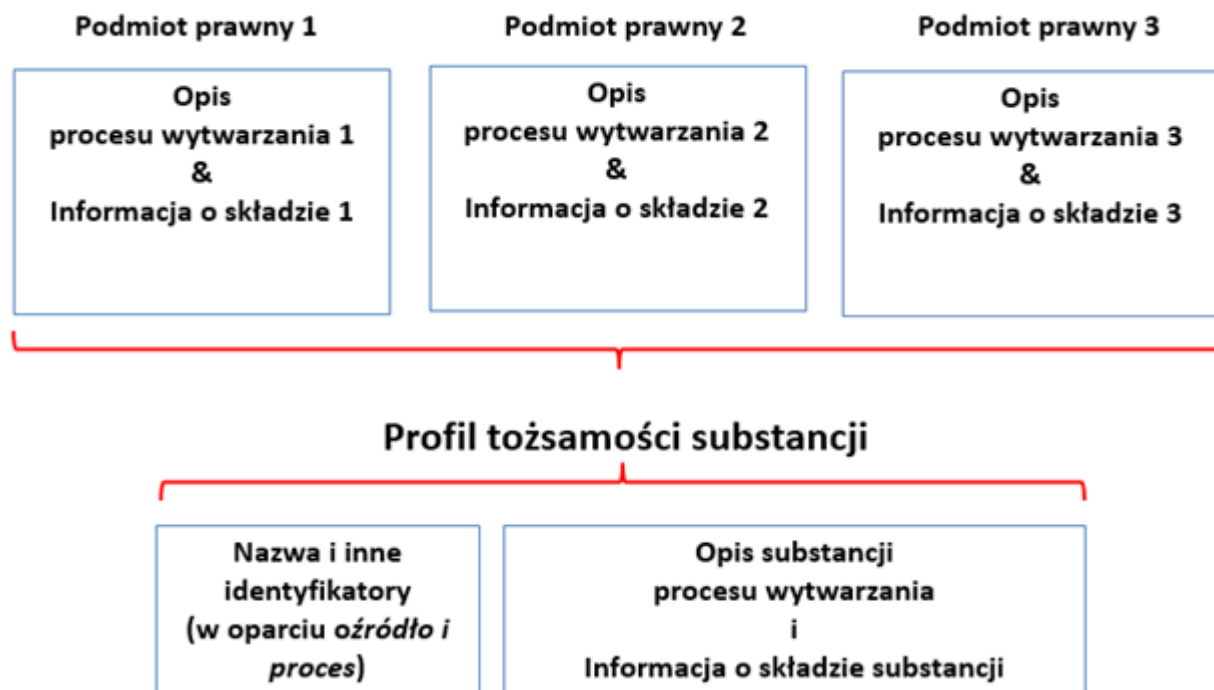 Podmiot prawny 1
Podmiot prawny 2
Podmiot prawny 3
Opis
procesu wytwarzania 1
&
Informacja o składzie 1
Opis
procesu wytwarzania 2
&
Informacja o składzie 2
Opis
procesu wytwarzania 3
&
Informacja o składzie 3
Profil tożsamości substancji
Nazwa i inne
identyfikatory
(w oparciu oźródło i
proces)
Opis substancji
procesu wytwarzania
i
Informacja o składzie substancji